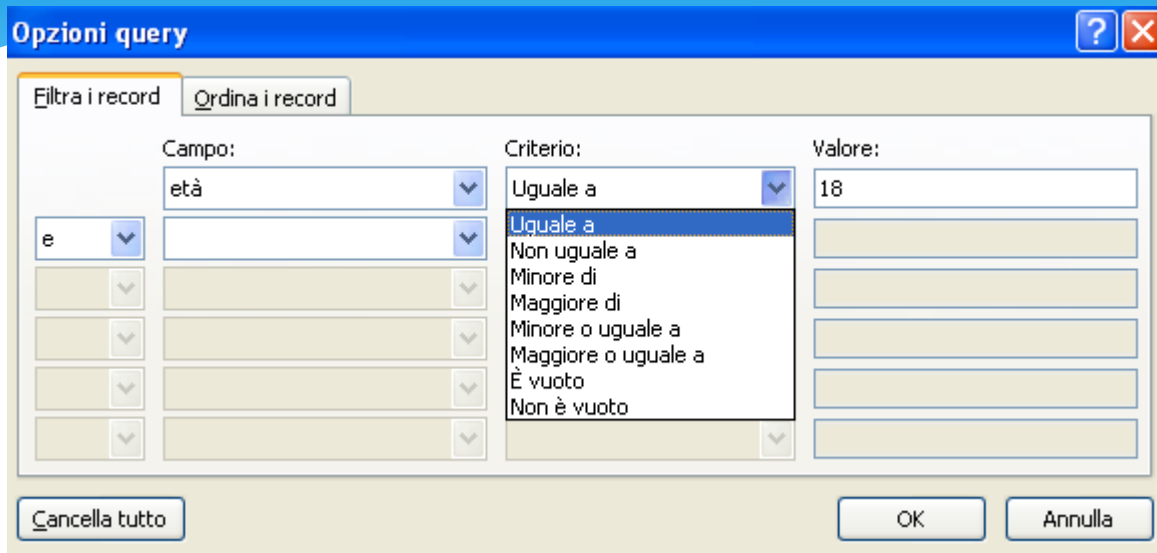 Opzioni query
Filtra i record Ordina i record
Campo: Criterio: Valore:
età Uguale a 18
e
Uguale a
Non uguale a
Minore di
Maggiore di
Minore o uguale a
Maggiore o uguale a
È vuoto
Non è vuoto
Cancella tutto OK Annulla